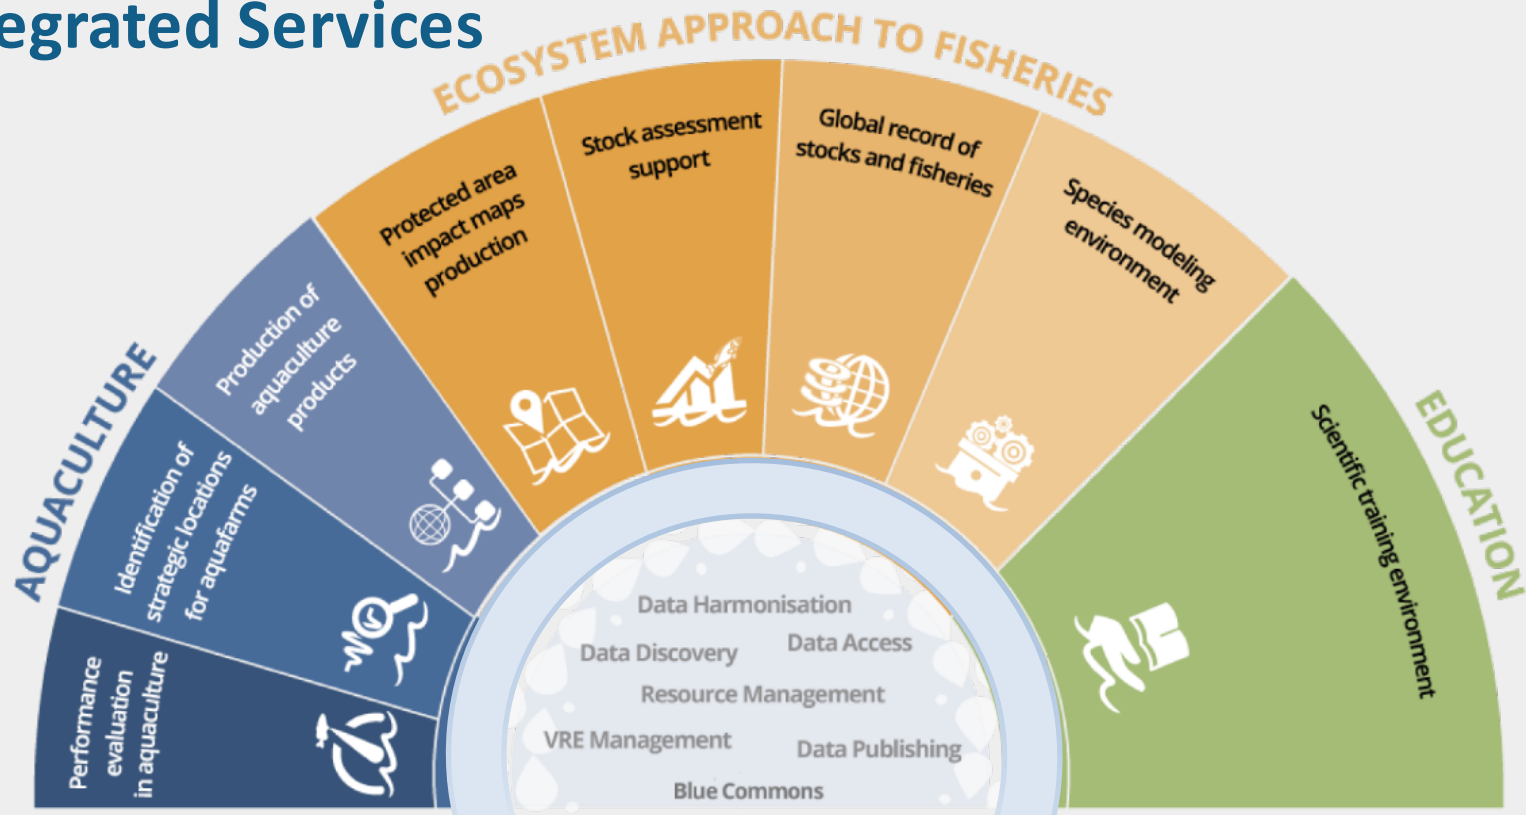 egrated Services
ECOSYSTEM APPROACH TO FISHERIES
AQUACULTURE
EDUCATION
Performance
evaluation
in aquaculture
Identification of
strategic locations
for aquafarms
Production of
aquaculture
products
Protected area
impact maps
production
Stock assessment
support
Global record of
stocks and fisheries
Species modeling
environment
Scientific training environment
Data Harmonisation
Data Discovery
Data Access
Resource Management
VRE Management
Data Publishing
Blue Commons